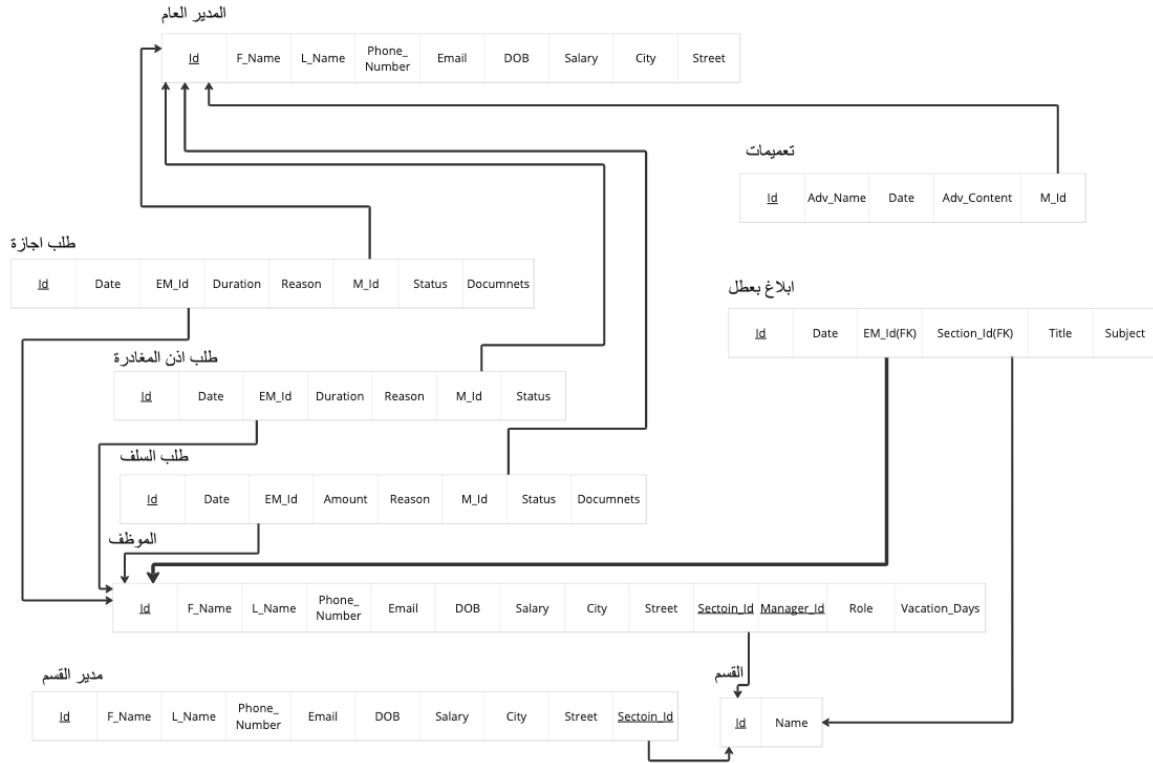 المدير العام
Id F_Name L_Name Phone_ Number Email DOB Salary City Street
تعميمات
Id Adv_Name Date Adv_Content M_Id
طلب اجازة
Id Date EM_Id Duration Reason M_Id Status Documnets
ابلاغ بعطل
Id Date EM_Id(FK) Section_Id(FK) Title Subject
طلب اذن المغادرة
Id Date EM_Id Duration Reason M_Id Status
طلب السلف
Id Date EM_Id Amount Reason M_Id Status Documnets
الموظف
Id F_Name L_Name Phone_ Number Email DOB Salary City Street Sectoin_Id Manager_Id Role Vacation_Days
مدير القسم
Id F_Name L_Name Phone_ Number Email DOB Salary City Street Sectoin_Id
القسم
Id Name